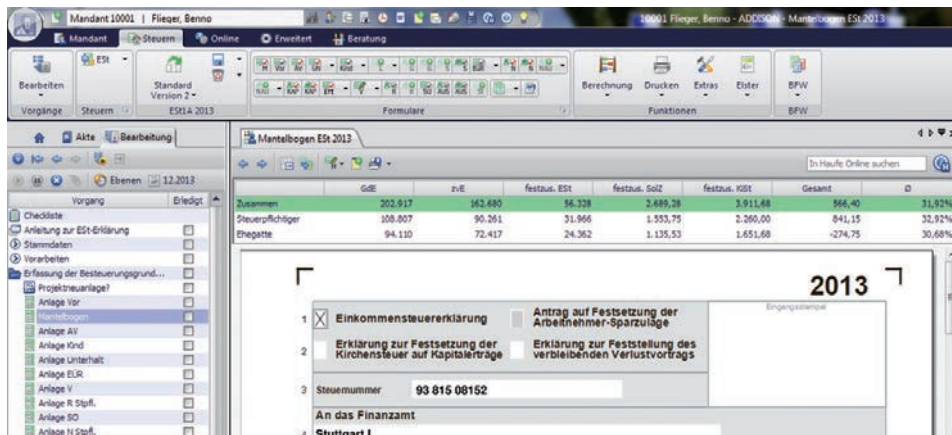 Mandant 10001 | Flieger, Benno
10001 Flieger, Benno - ADDISON - Mantelbogen ESt 2013
Mandant Steuern Online Erweitert Beratung
ESt
Bearbeiten
Standard
Version 2
Berechnung Drucken Extras Elster BFW
Vorgänge Steuern ESt1A 2013 Formulare Funktionen BFW
Akte Bearbeitung
Mantelbogen ESt 2013
In Haufe Online suchen
Ebenen 12.2013
Vorgang Erledigt
GdE zvE festzus. ESt festzus. SolZ festzus. KiSt Gesamt Ø
Zusammen 202.917 162.680 56.328 2.689,28 3.911,68 566,40 31,92%
Steuerpflichtiger 108.807 90.261 31.966 1.553,75 2.260,00 841,15 32,92%
Ehegatte 94.110 72.417 24.362 1.135,53 1.651,68 -274,75 30,68%
Checkliste
Anleitung zur ESt-Erklärung
Stammdaten
Vorarbeiten
Erfassung der Besteuerungsgrund...
Projektneuanlage?
Anlage Vor
Mantelbogen
Anlage AV
Anlage Kind
Anlage Unterhalt
Anlage EÜR
Anlage V
Anlage R Stpfl.
Anlage SO
Anlage N Stpfl.
2013
Eingangsstempel
1 X Einkommensteuererklärung
Antrag auf Festsetzung der
Arbeitnehmer-Sparzulage
2 Erklärung zur Festsetzung der
Kirchensteuer auf Kapitalerträge
Erklärung zur Feststellung des
verbleibenden Verlustvortrags
3 Steuernummer 93 815 08152
An das Finanzamt
4 Stuttgart I